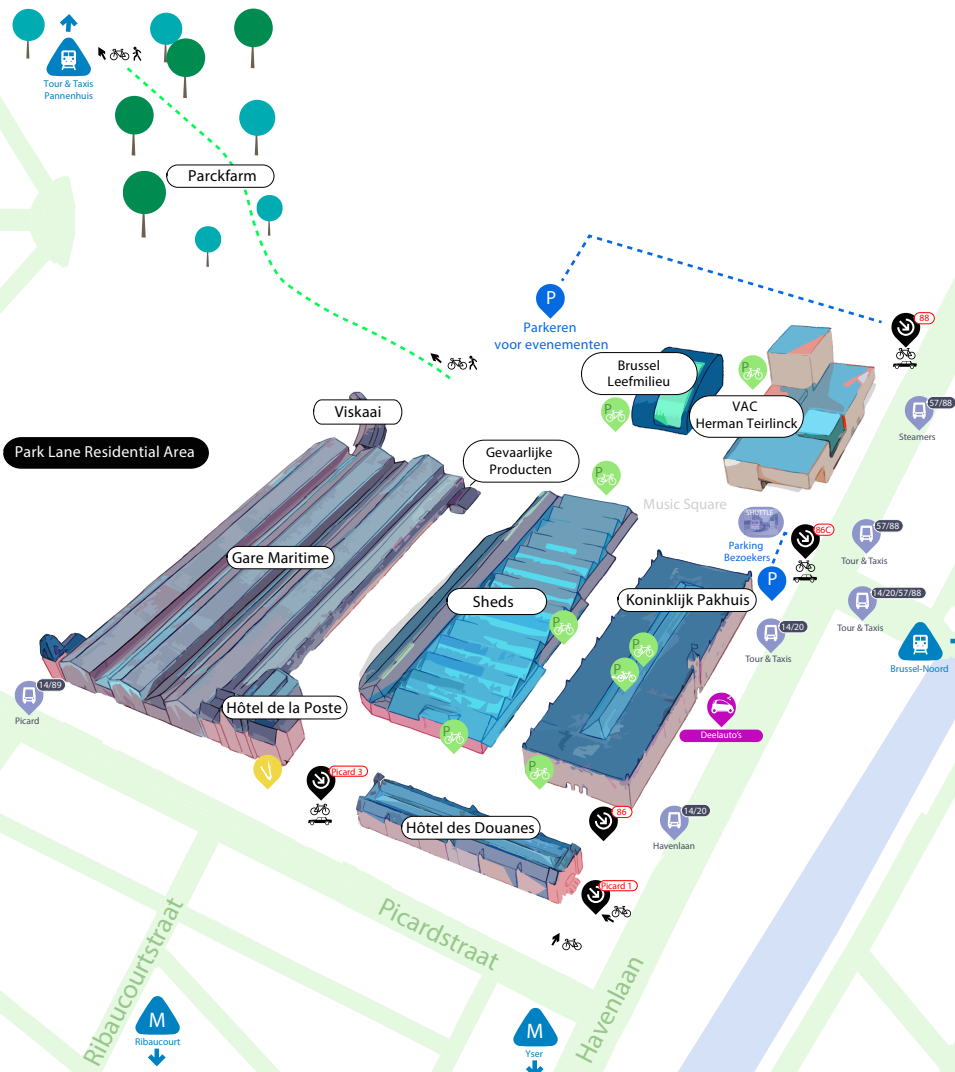 Tour & Taxis
Pannenhuis
Parckfarm
P
Parkeren
voor evenementen
88
Brussel
Leefmilieu
P
VAC
Herman Teirlinck
P
57/88
Steamers
Viskaai
Park Lane Residential Area
Gevaarlijke
Producten
P
Music Square
SHUTTLE
Parking
Bezoekers
86C
57/88
Tour & Taxis
P
Gare Maritime
Sheds
Koninklijk Pakhuis
14/20/57/88
Tour & Taxis
P
14/20
Tour & Taxis
P
P
Brussel-Noord
14/89
Picard
Hôtel de la Poste
P
Deelauto's
P
Picard 3
86
14/20
Havenlaan
Hôtel des Douanes
Picard 1
Picardstraat
Ribaucourtstraat
Havenlaan
M
Ribaucourt
M
Yser